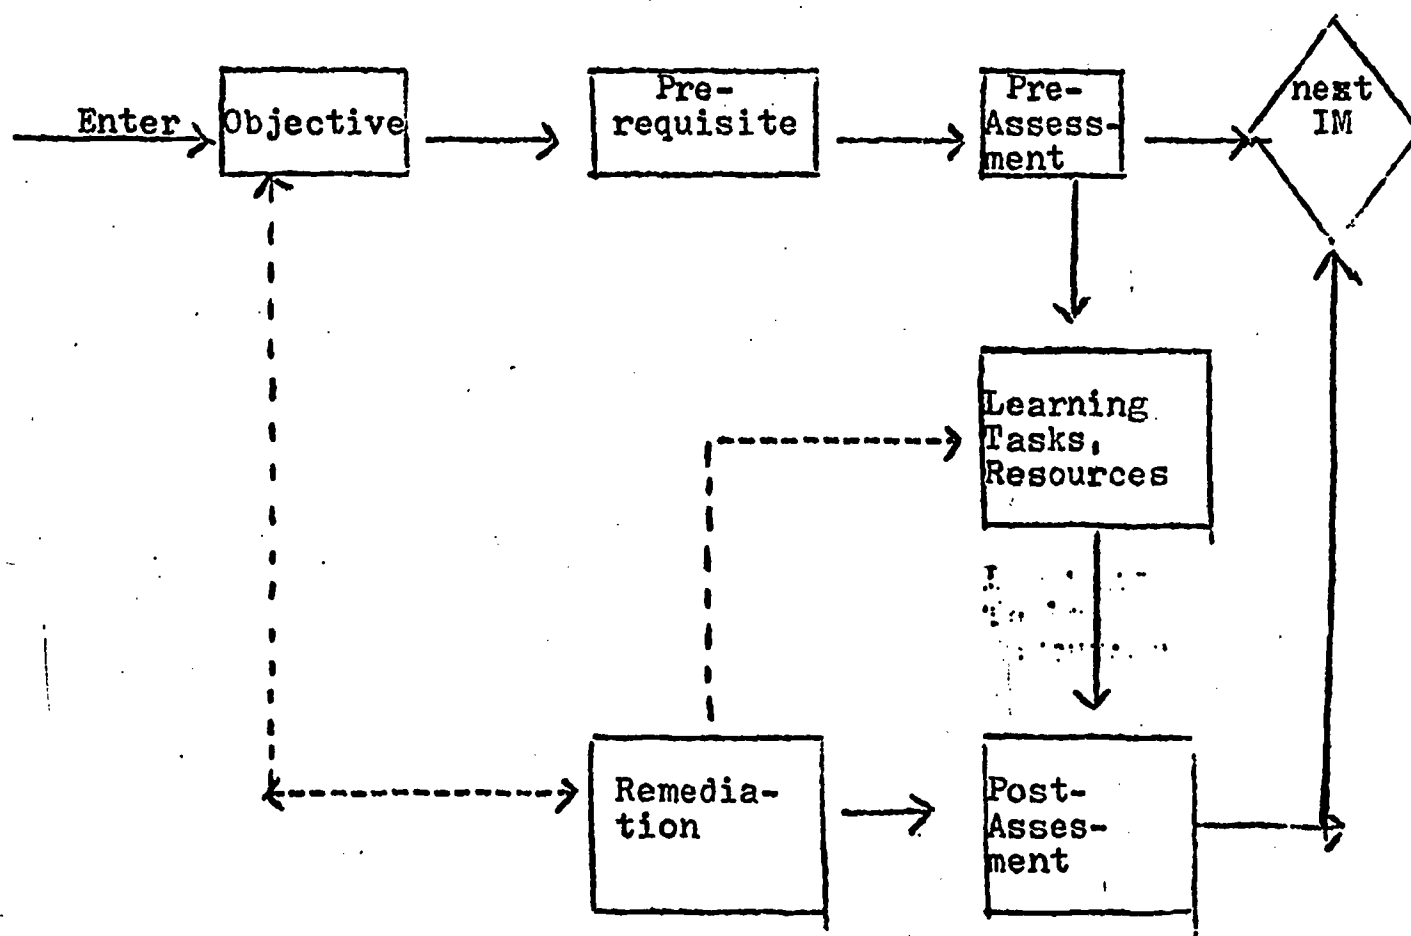 Enter
Objective
Pre-
requisite
Pre-
Assess-
ment
next
IM
Learning
Tasks,
Resources
Remedia-
tion
Post-
Asses-
ment